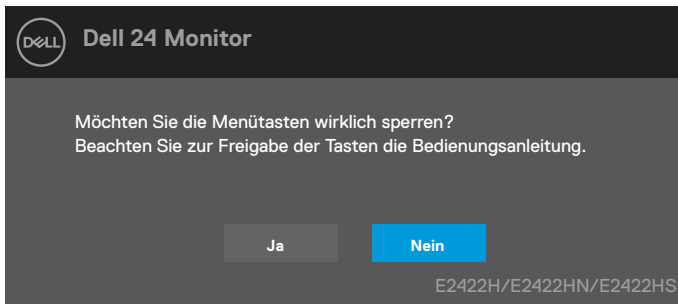 DELL Dell 24 Monitor
Möchten Sie die Menütasten wirklich sperren?
Beachten Sie zur Freigabe der Tasten die Bedienungsanleitung.
Ja Nein
E2422H/E2422HN/E2422HS